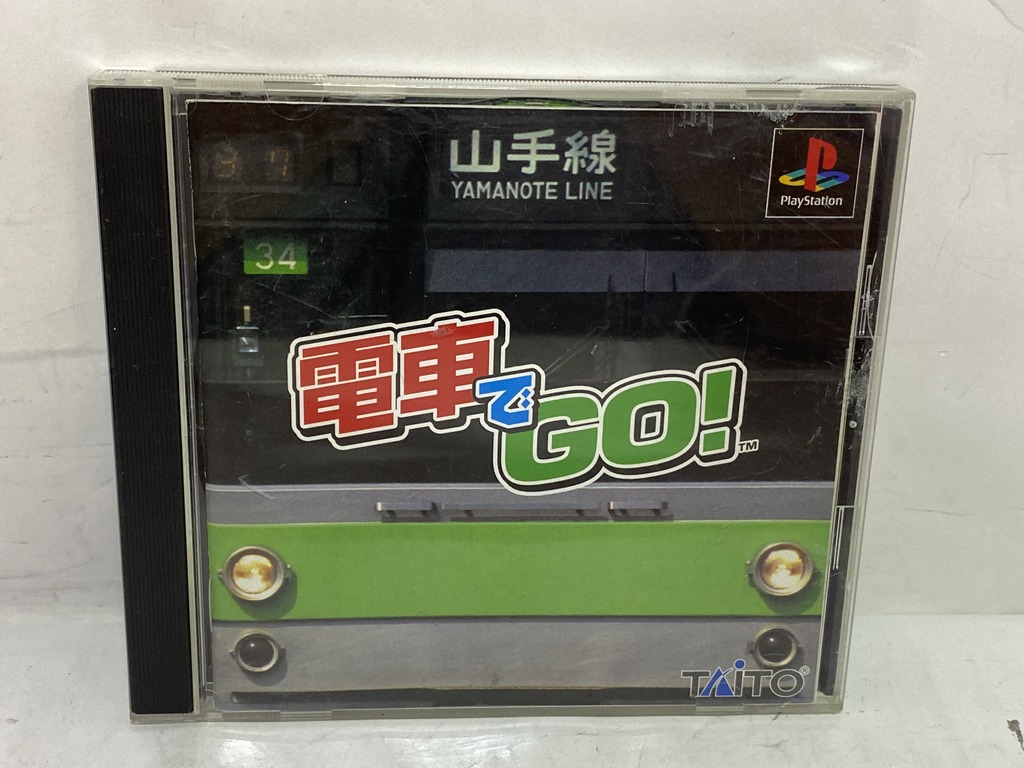 山手線
YAMANOTE LINE
PlayStation
34
電車でGO!™
TAITO®